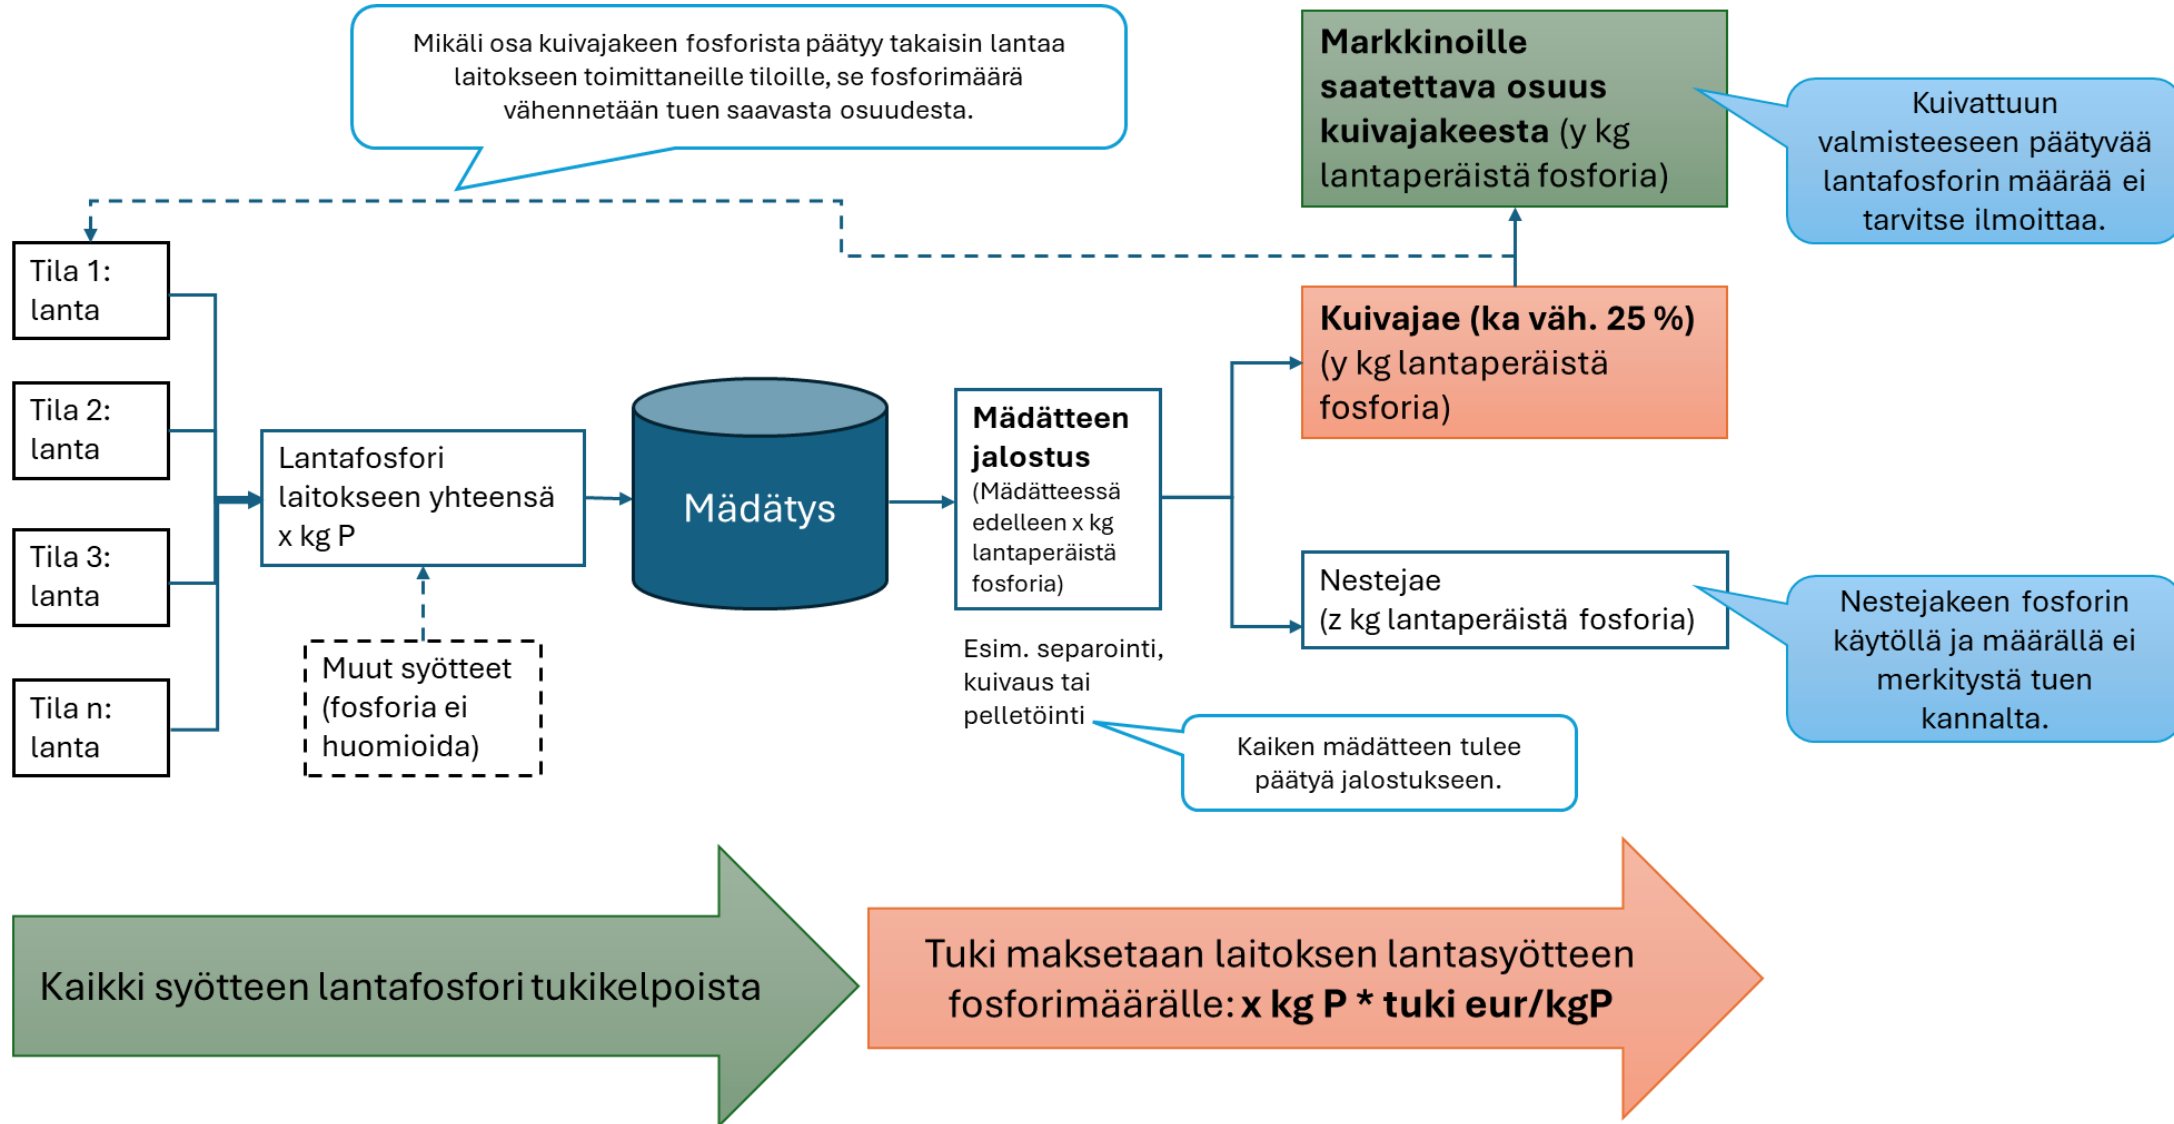 Mikäli osa kuivajakeen fosforista päätyy takaisin lantaa
laitokseen toimittaneille tiloille, se fosforimäärä
vähennetään tuen saavasta osuudesta.
Markkinoille
saatettava osuus
kuivajakeesta (y kg
lantaperäistä fosforia)
Kuivattuun
valmisteeseen päätyvää
lantafosforin määrää ei
tarvitse ilmoittaa.
Tila 1:
lanta
Tila 2:
lanta
Tila 3:
lanta
Tila n:
lanta
Lantafosfori
laitokseen yhteensä
x kg P
Muut syötteet
(fosforia ei
huomioida)
Mädätys
Mädätteen
jalostus
(Mädätteessä
edelleen x kg
lantaperäistä
fosforia)
Esim. separointi,
kuivaus tai
pelletöinti
Kaiken mädätteen tulee
päätyä jalostukseen.
Kuivajae (ka väh. 25 %)
(y kg lantaperäistä
fosforia)
Nestejae
(z kg lantaperäistä fosforia)
Nestejakeen fosforin
käytöllä ja määrällä ei
merkitystä tuen
kannalta.
Kaikki syötteen lantafosfori tukikelpoista
Tuki maksetaan laitoksen lantasyötteen
fosforimäärälle: x kg P * tuki eur/kgP